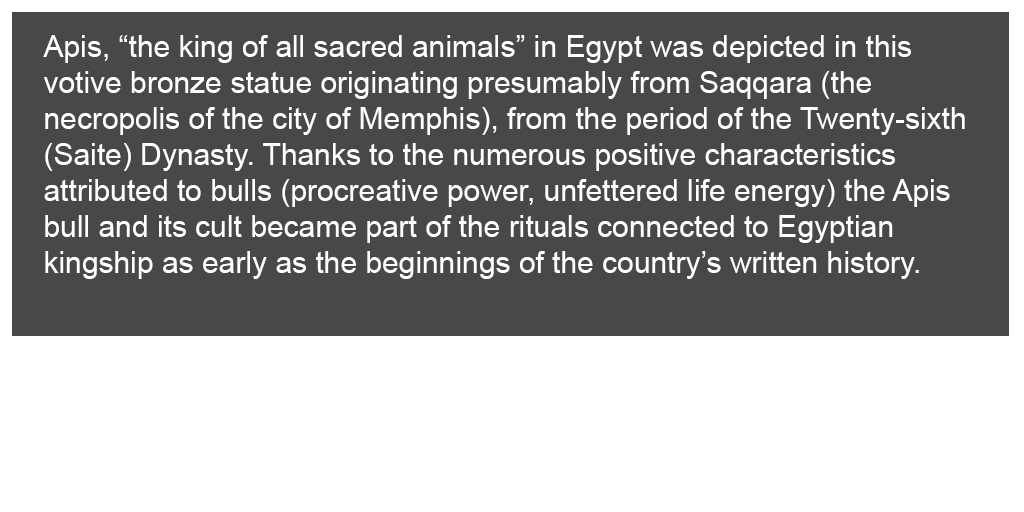 Apis, “the king of all sacred animals” in Egypt was depicted in this
votive bronze statue originating presumably from Saqqara (the
necropolis of the city of Memphis), from the period of the Twenty-sixth
(Saite) Dynasty. Thanks to the numerous positive characteristics
attributed to bulls (procreative power, unfettered life energy) the Apis
bull and its cult became part of the rituals connected to Egyptian
kingship as early as the beginnings of the country’s written history.